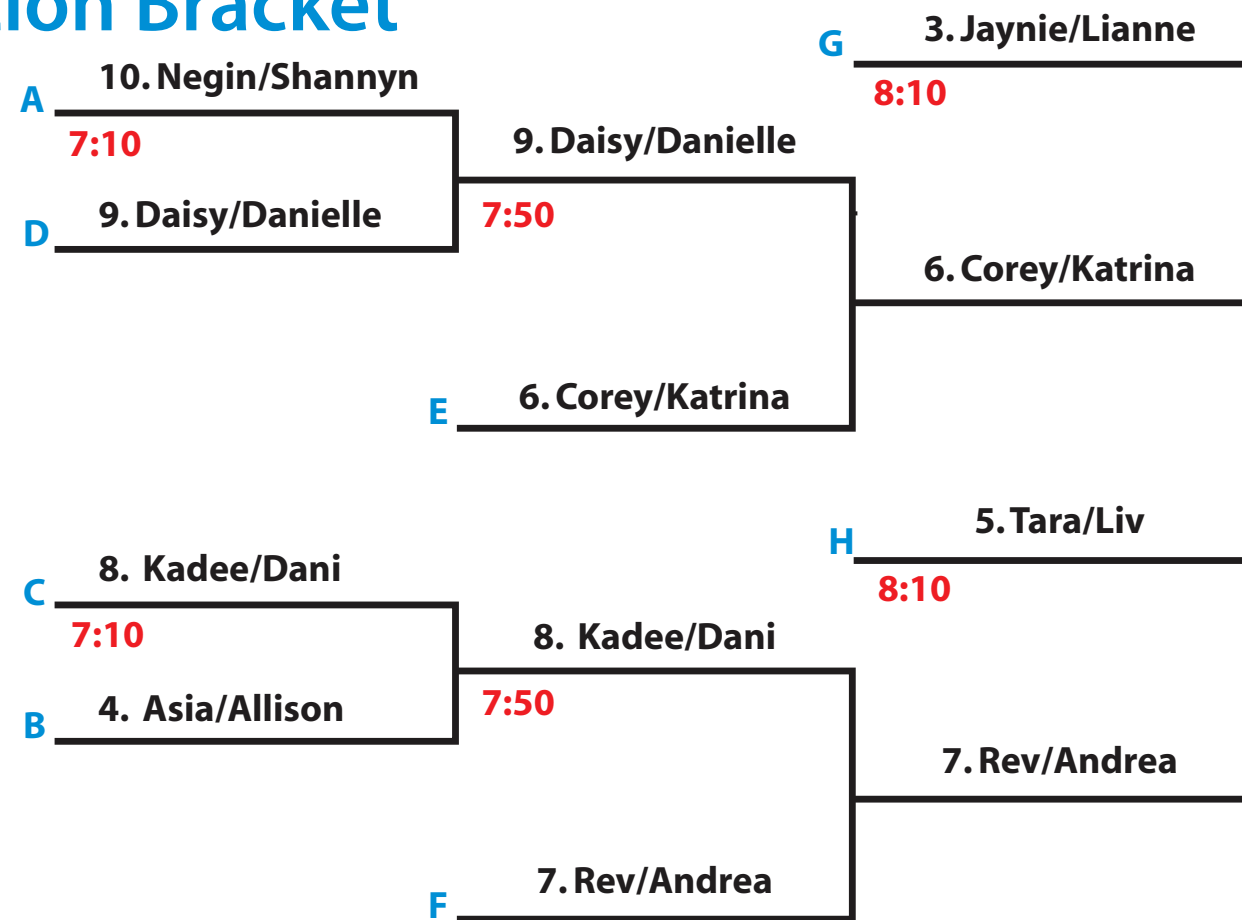 Bracket
G
3. Jaynie/Lianne
8:10
A
10. Negin/Shannyn
7:10
9. Daisy/Danielle
D
9. Daisy/Danielle
7:50
6. Corey/Katrina
E
6. Corey/Katrina
H
5. Tara/Liv
8:10
C
8. Kadee/Dani
7:10
8. Kadee/Dani
B
4. Asia/Allison
7:50
7. Rev/Andrea
F
7. Rev/Andrea